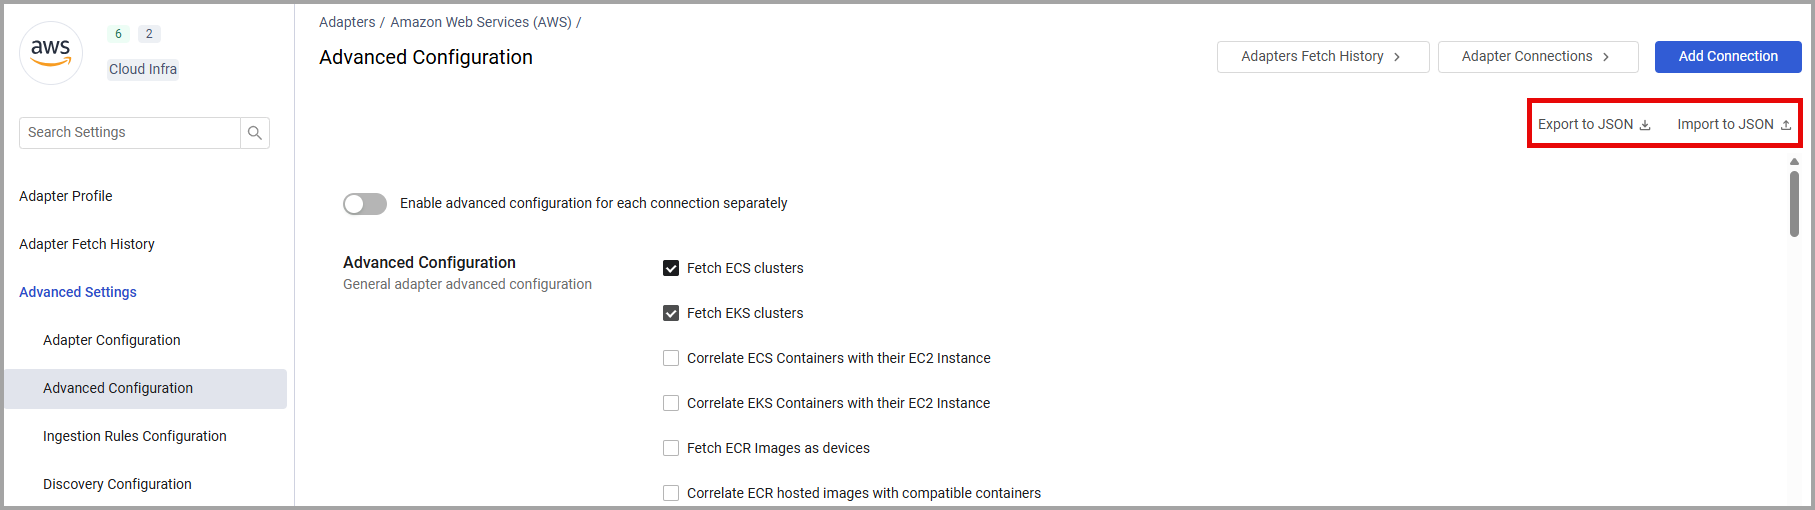 aws
6 2
Cloud Infra
Search Settings
Adapter Profile
Adapter Fetch History
Advanced Settings
Adapter Configuration
Advanced Configuration
Ingestion Rules Configuration
Discovery Configuration
Adapters / Amazon Web Services (AWS) /
Advanced Configuration
Adapters Fetch History
Adapter Connections
Add Connection
Export to JSON
Import to JSON
Enable advanced configuration for each connection separately
Advanced Configuration
General adapter advanced configuration
Fetch ECS clusters
Fetch EKS clusters
Correlate ECS Containers with their EC2 Instance
Correlate EKS Containers with their EC2 Instance
Fetch ECR Images as devices
Correlate ECR hosted images with compatible containers